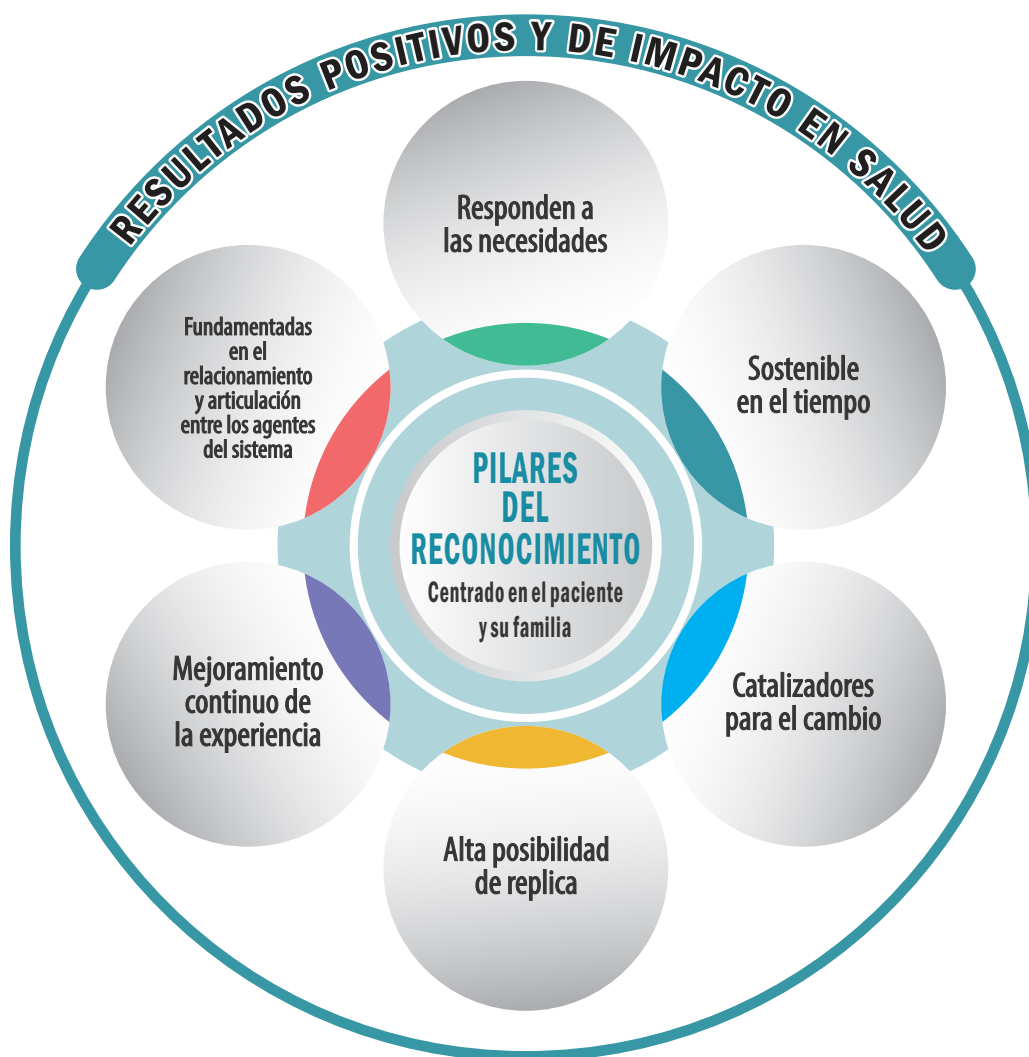 RESULTADOS POSITIVOS Y DE IMPACTO EN SALUD
Responden a
las necesidades
Fundamentadas
en el
relacionamiento
y articulación
entre los agentes
del sistema
Sostenible
en el tiempo
PILARES
DEL
RECONOCIMIENTO
Centrado en el paciente
y su familia
Mejoramiento
continuo de
la experiencia
Catalizadores
para el cambio
Alta posibilidad
de replica